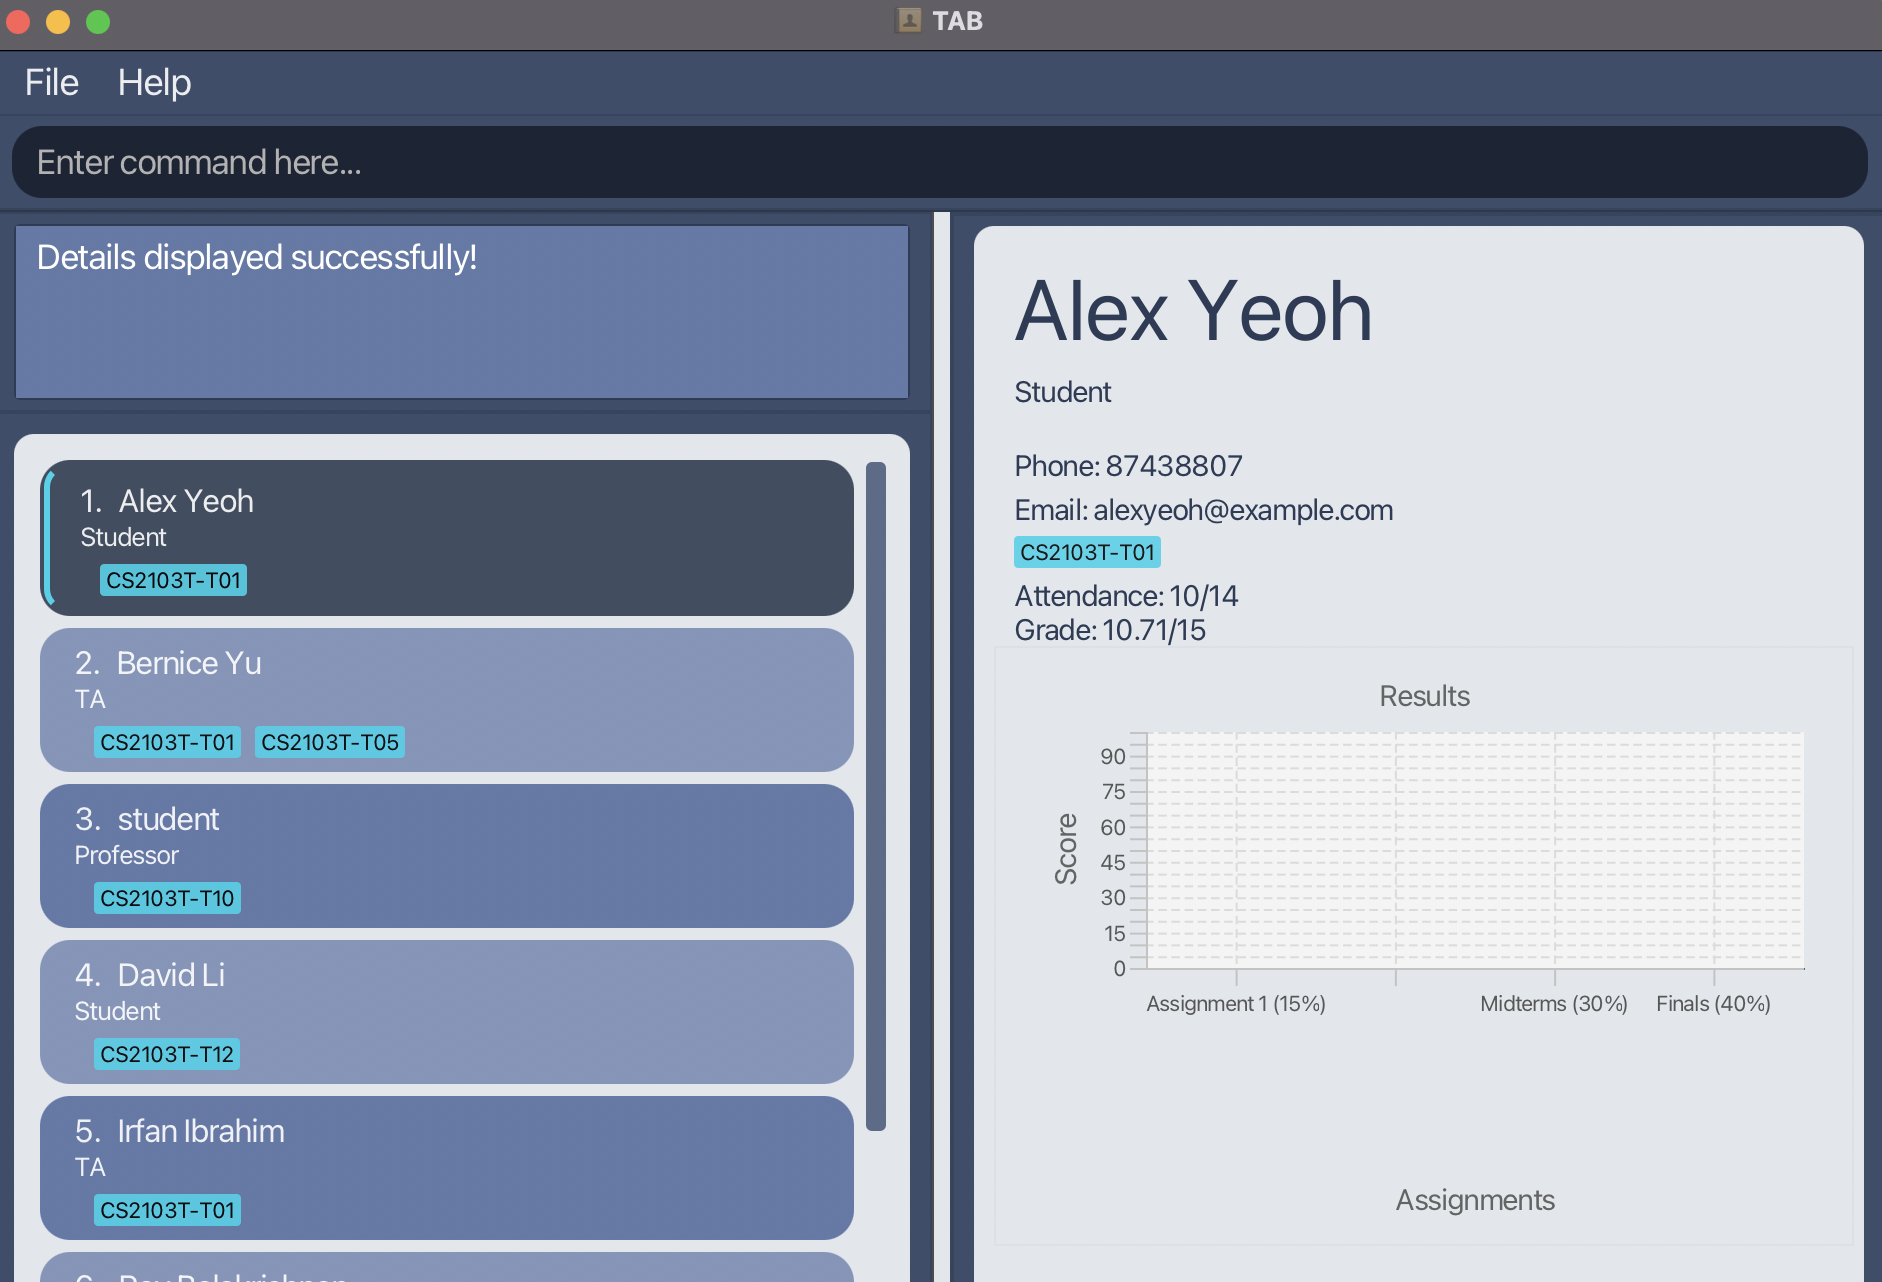 TAB
File Help
Enter command here...
Details displayed successfully!
1. Alex Yeoh
Student
CS2103T-T01
2. Bernice Yu
TA
CS2103T-T01 CS2103T-T05
3. student
Professor
CS2103T-T10
4. David Li
Student
CS2103T-T12
5. Irfan Ibrahim
TA
CS2103T-T01
Alex Yeoh
Student
Phone: 87438807
Email: alexyeoh@example.com
CS2103T-T01
Attendance: 10/14
Grade: 10.71/15
Results
Score
90
75
60
45
30
15
0
Assignment 1 (15%) Midterms (30%) Finals (40%)
Assignments